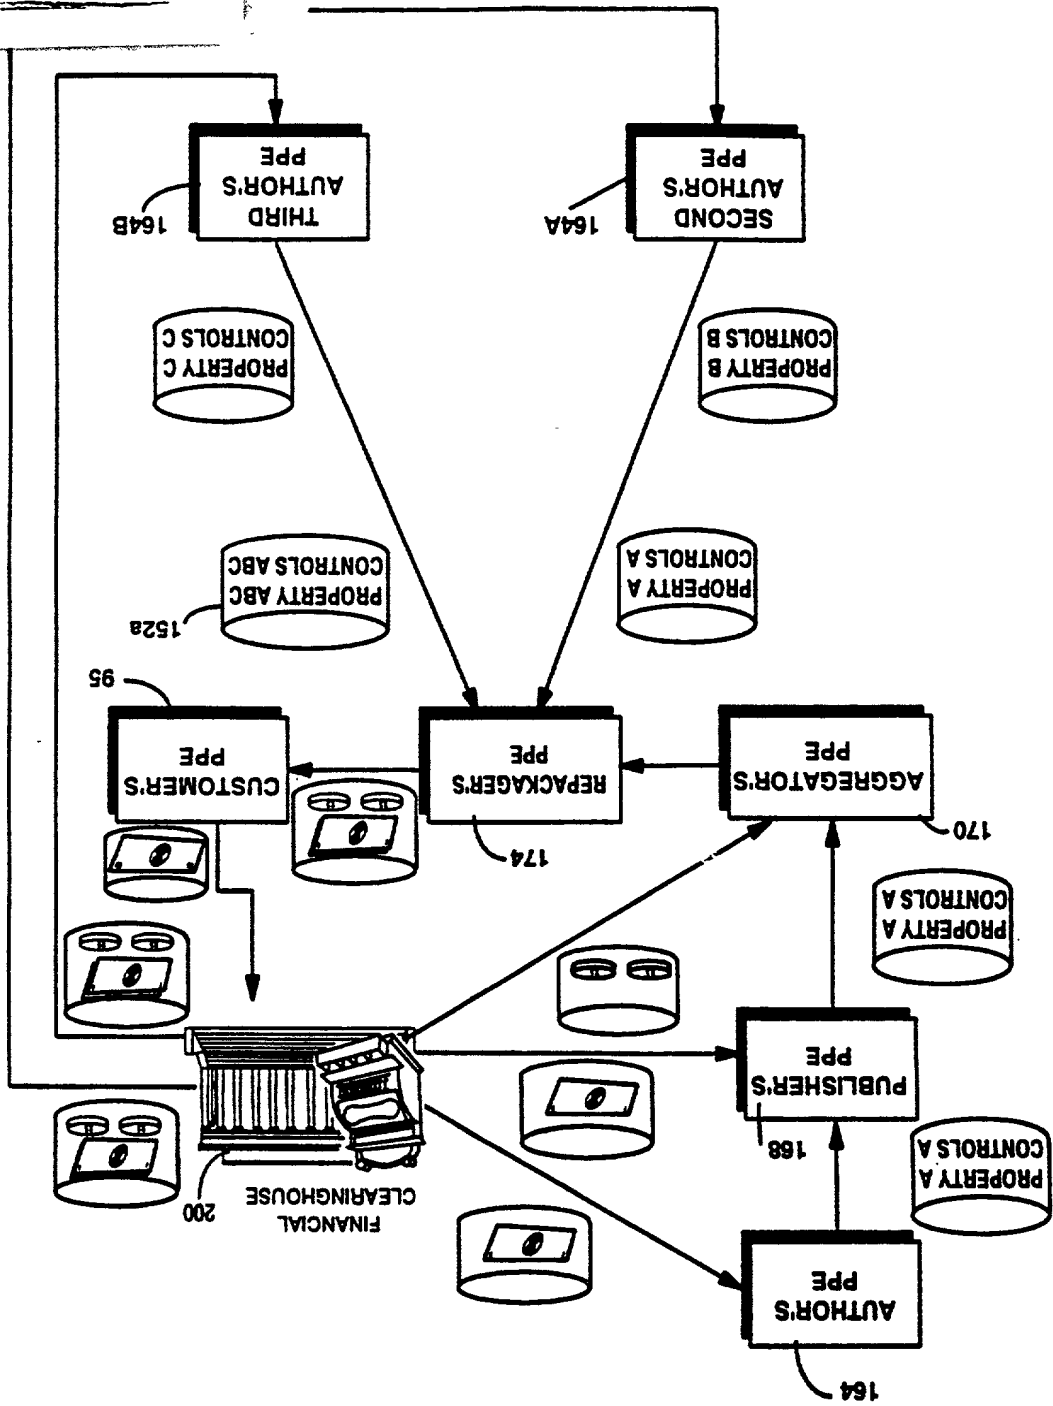 164
AUTHOR'S
PPE
PROPERTY A
CONTROLS A
FINANCIAL
CLEARINGHOUSE
200
168
PUBLISHER'S
PPE
PROPERTY A
CONTROLS A
170
AGGREGATOR'S
PPE
174
REPACKAGER'S
PPE
CUSTOMER'S
PPE
95
PROPERTY A
CONTROLS A
PROPERTY ABC
CONTROLS ABC
152a
PROPERTY B
CONTROLS B
PROPERTY C
CONTROLS C
SECOND
AUTHOR'S
PPE
164A
THIRD
AUTHOR'S
PPE
164B